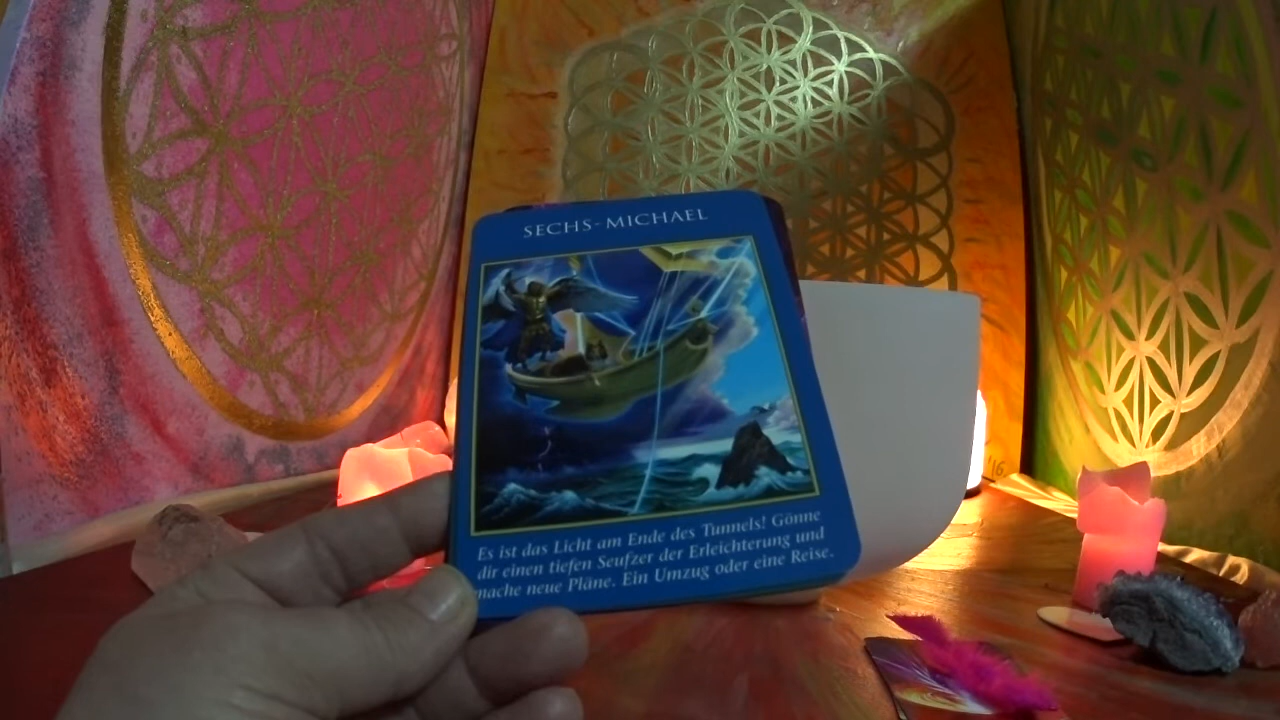 SECHS-MICHAEL
Es ist das Licht am Ende des Tunnels! Gönne
dir einen tiefen Seufzer der Erleichterung und
mache neue Pläne. Ein Umzug oder eine Reise.
'16